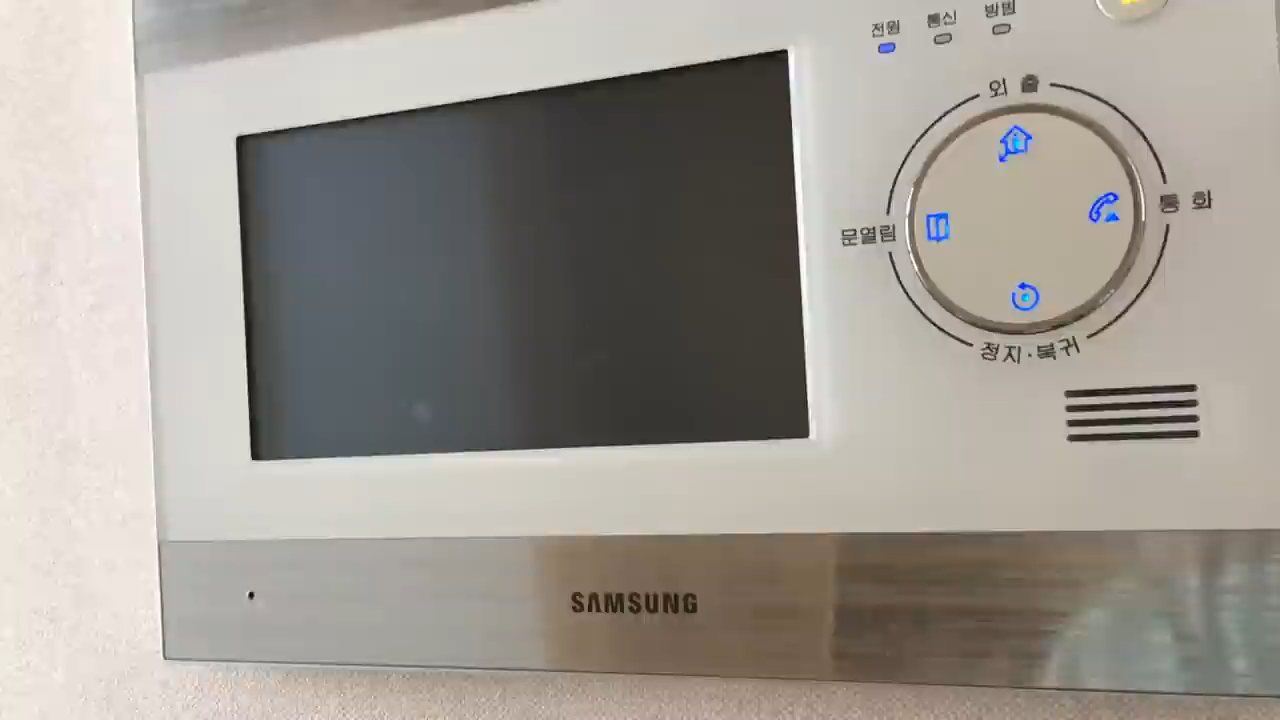 전원 통신 방범
외 출
문열림
통 화
정지·복귀
SAMSUNG